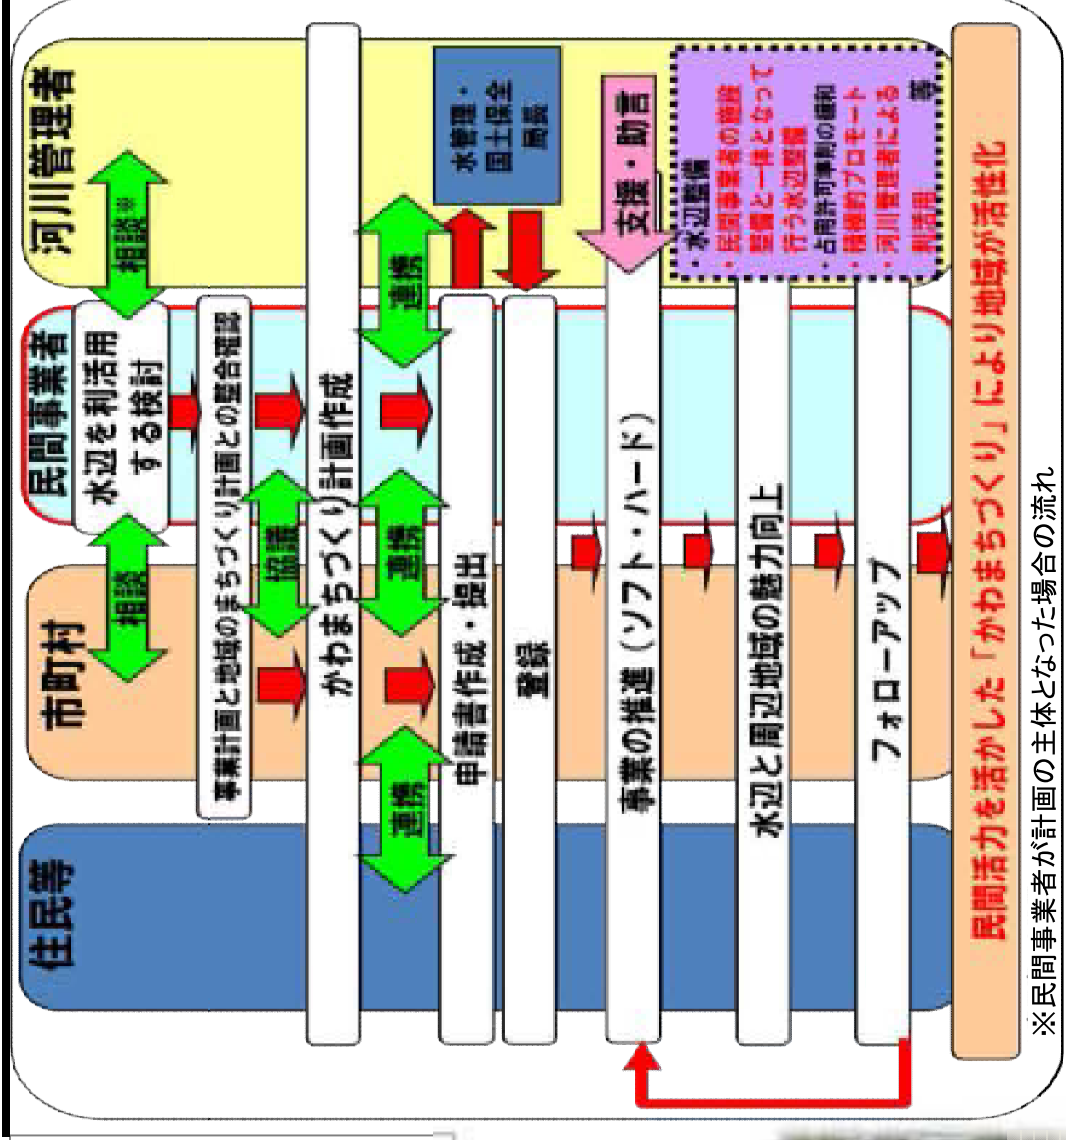 住民等
市町村
民間事業者
河川管理者
相談
水辺を利活用
する検討
相談※
事業計画と地域のまちづくり計画との整合確認
協議
かわまちづくり計画作成
連携
連携
連携
申請書作成・提出
水管理・
国土保全
局長
登録
事業の推進（ソフト・ハード）
支援・助言
・水辺整備
・民間事業者の施設
整備と一体となって
行う水辺整備
・占用許可準則の緩和
・積極的プロモート
・河川管理者による
利活用
等
水辺と周辺地域の魅力向上
フォローアップ
民間活力を活かした「かわまちづくり」により地域が活性化
※民間事業者が計画の主体となった場合の流れ